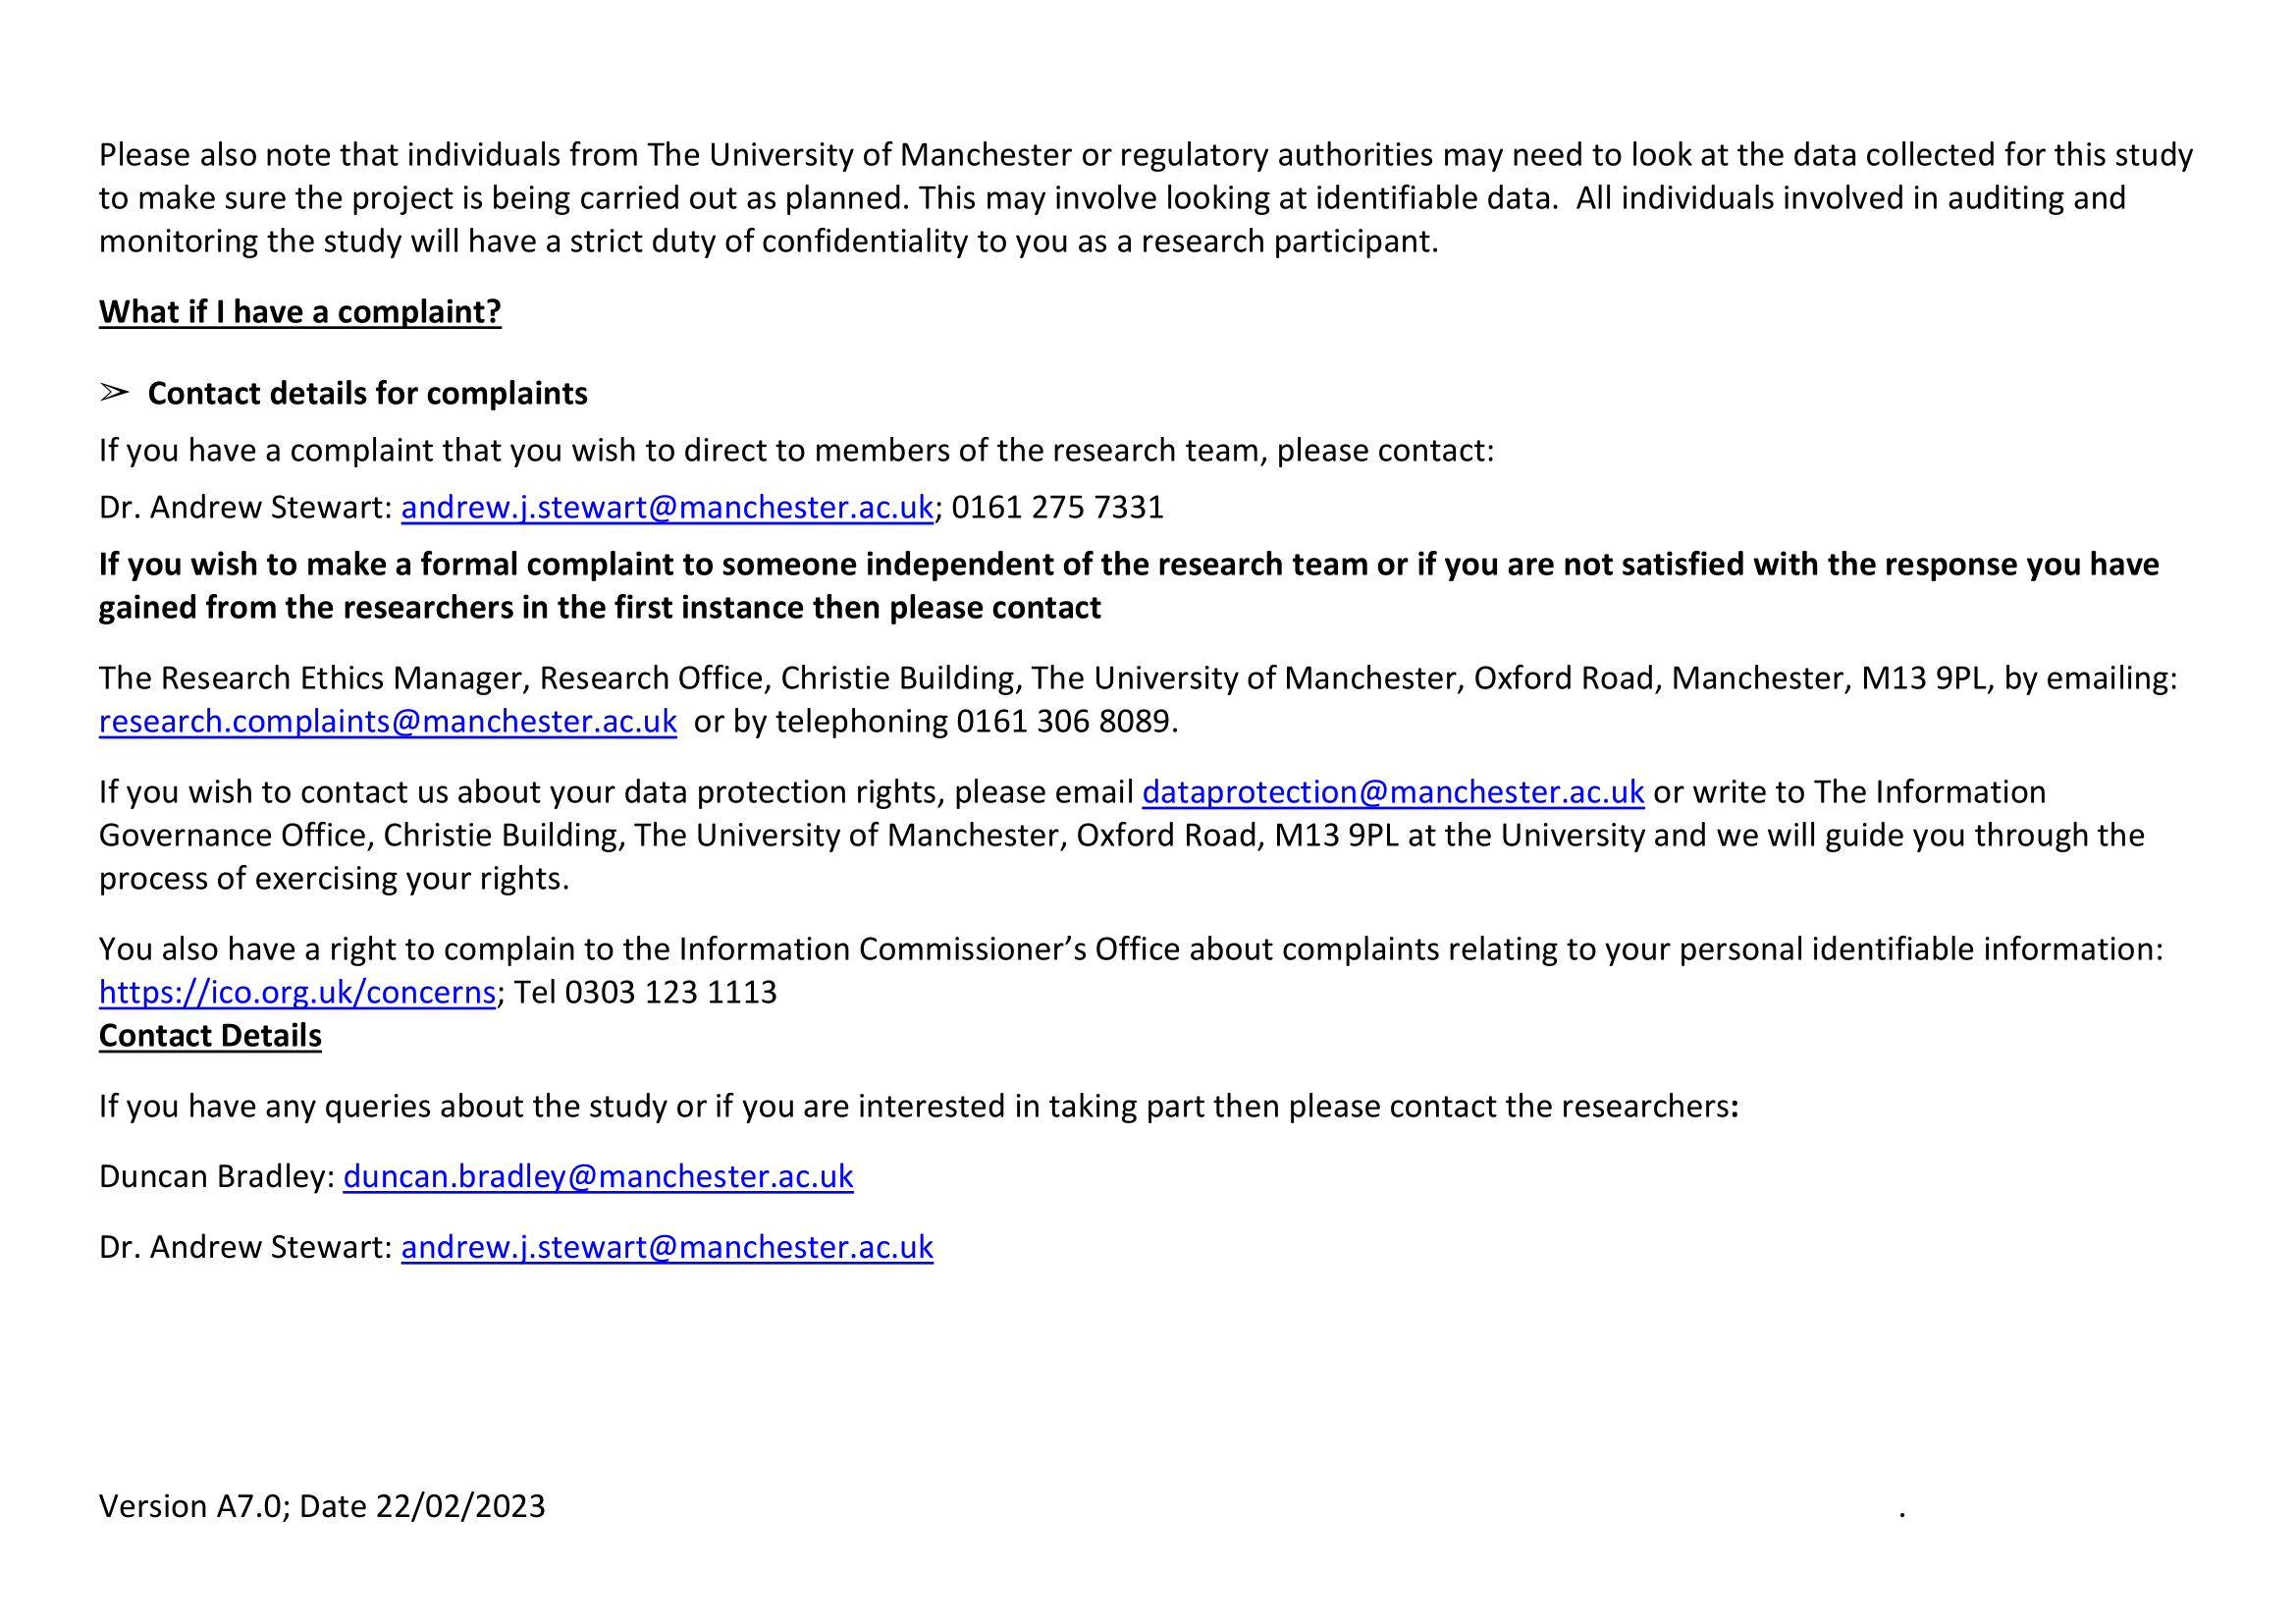 Please also note that individuals from The University of Manchester or regulatory authorities may need to look at the data collected for this study
to make sure the project is being carried out as planned. This may involve looking at identifiable data.  All individuals involved in auditing and
monitoring the study will have a strict duty of confidentiality to you as a research participant.
What if I have a complaint?
➢ Contact details for complaints
If you have a complaint that you wish to direct to members of the research team, please contact:
Dr. Andrew Stewart: andrew.j.stewart@manchester.ac.uk; 0161 275 7331
If you wish to make a formal complaint to someone independent of the research team or if you are not satisfied with the response you have
gained from the researchers in the first instance then please contact
The Research Ethics Manager, Research Office, Christie Building, The University of Manchester, Oxford Road, Manchester, M13 9PL, by emailing:
research.complaints@manchester.ac.uk  or by telephoning 0161 306 8089.
If you wish to contact us about your data protection rights, please email dataprotection@manchester.ac.uk or write to The Information
Governance Office, Christie Building, The University of Manchester, Oxford Road, M13 9PL at the University and we will guide you through the
process of exercising your rights.
You also have a right to complain to the Information Commissioner’s Office about complaints relating to your personal identifiable information:
https://ico.org.uk/concerns; Tel 0303 123 1113
Contact Details
If you have any queries about the study or if you are interested in taking part then please contact the researchers:
Duncan Bradley: duncan.bradley@manchester.ac.uk
Dr. Andrew Stewart: andrew.j.stewart@manchester.ac.uk
Version A7.0; Date 22/02/2023 .